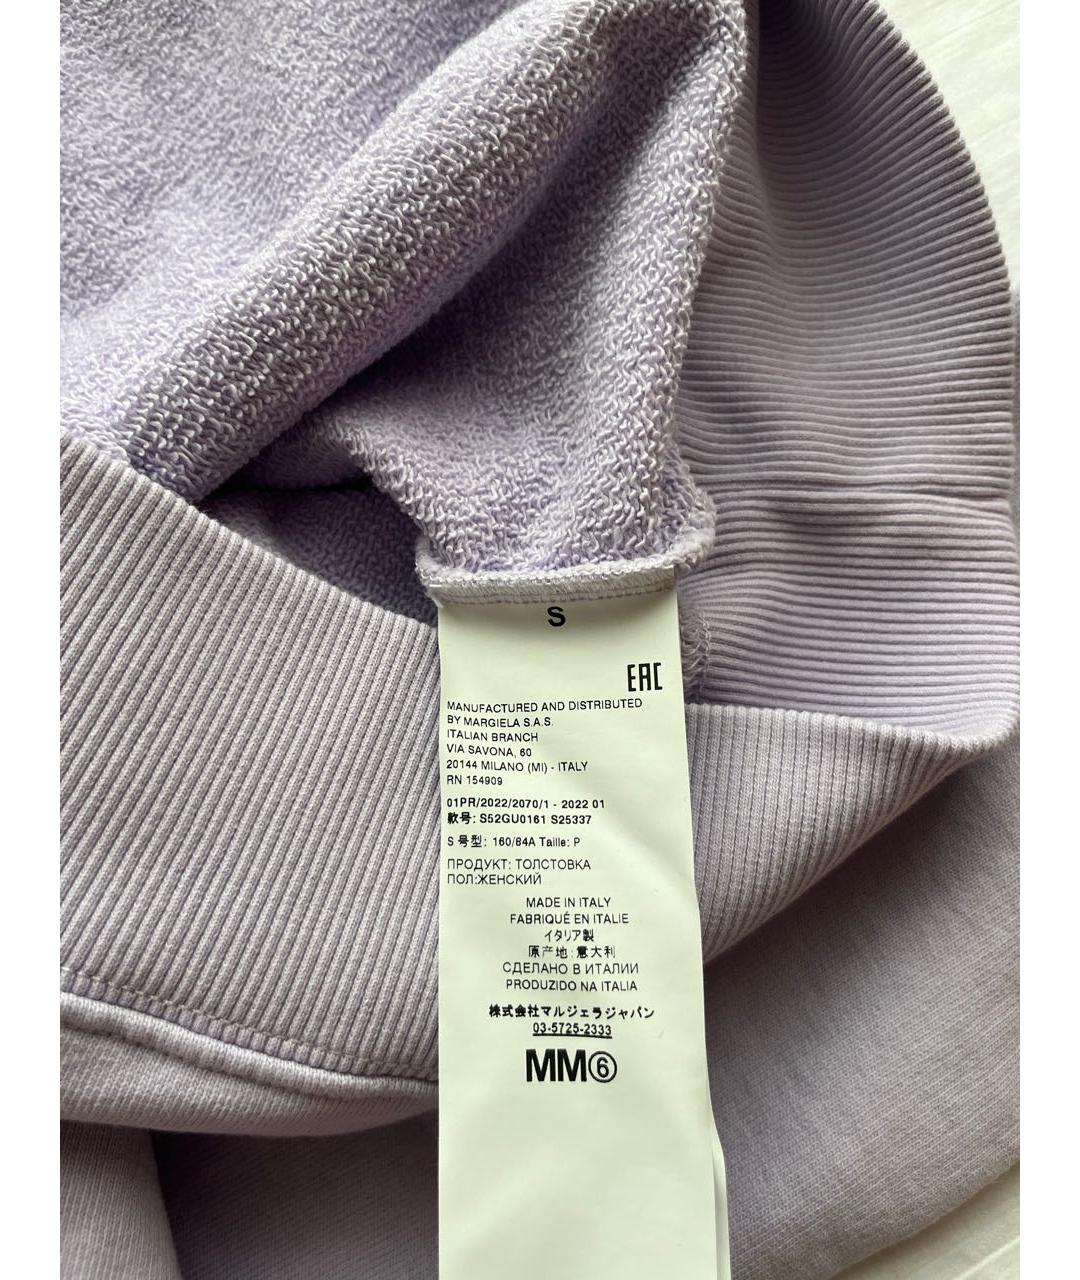 S
EAC
MANUFACTURED AND DISTRIBUTED
BY MARGIELA S.A.S.
ITALIAN BRANCH
VIA SAVONA, 60
20144 MILANO (MI) - ITALY
RN 154909
01PR/2022/2070/1 - 2022 01
款号: S52GU0161 S25337
S 号型: 160/84A Taille: P
ПРОДУКТ: ТОЛСТОВКА
ПОЛ:ЖЕНСКИЙ
MADE IN ITALY
FABRIQUÉ EN ITALIE
イタリア製
原产地: 意大利
СДЕЛАНО В ИТАЛИИ
PRODUZIDO NA ITALIA
株式会社マルジェラジャパン
03-5725-2333
MM⑥